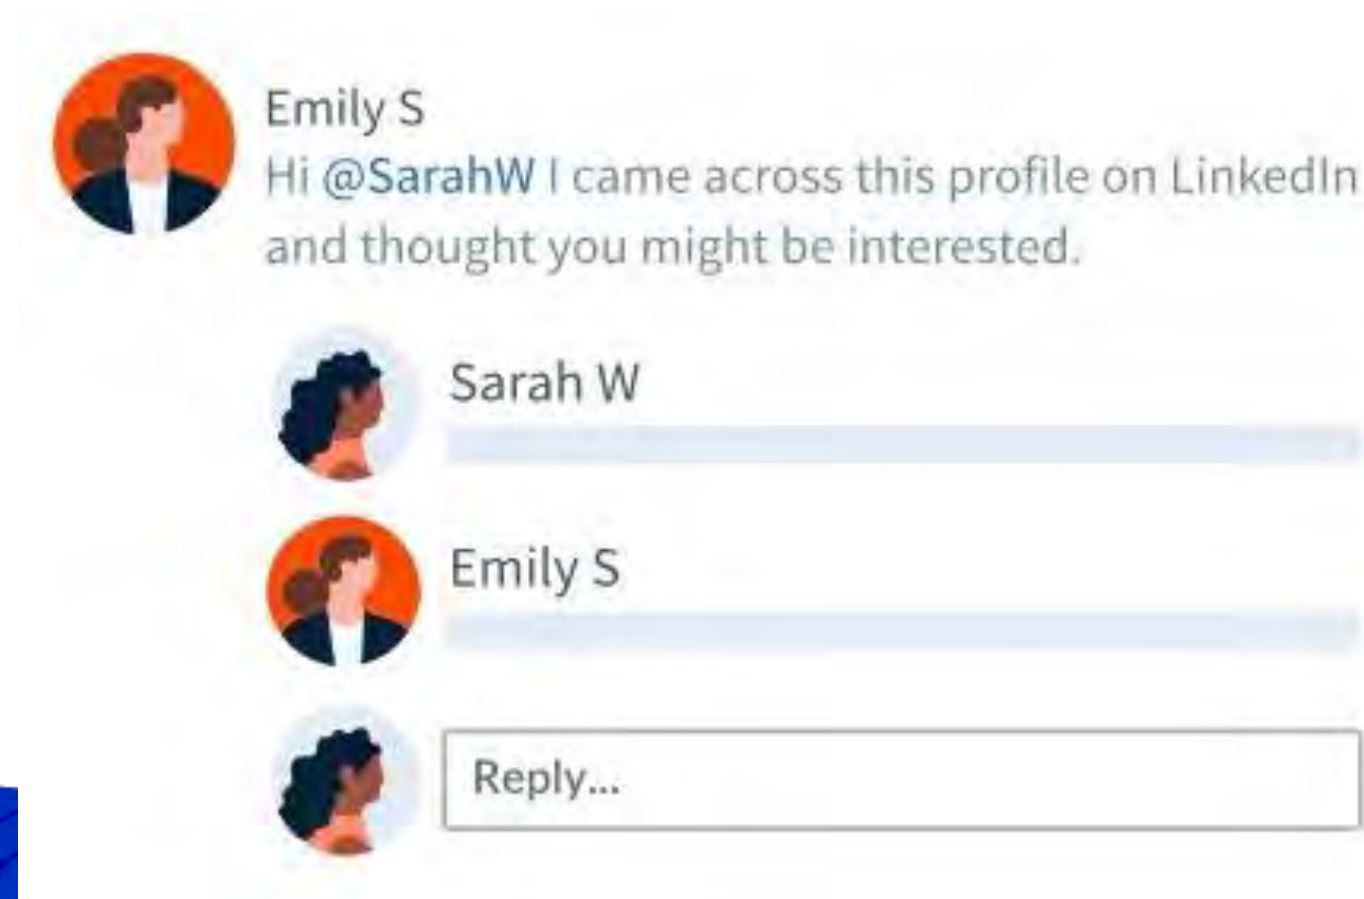 Emily S
Hi @SarahW I came across this profile on LinkedIn
and thought you might be interested.
Sarah W
Emily S
Reply...